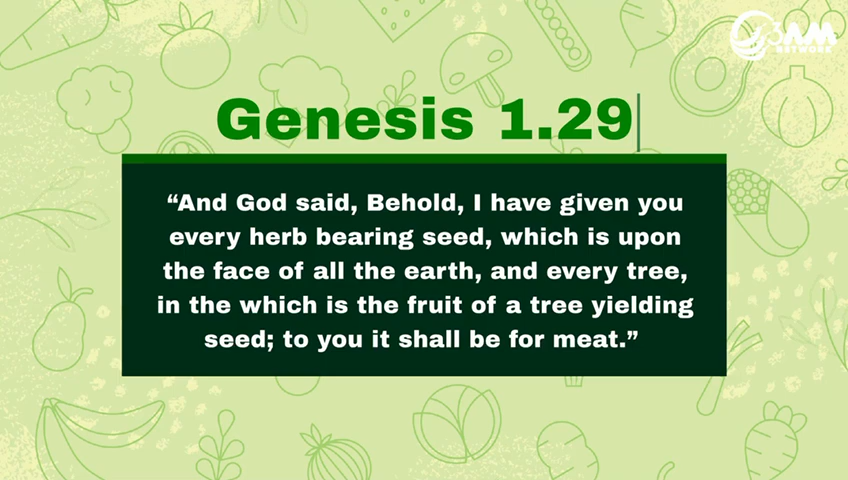 3AM
NETWORK
Genesis 1.29
“And God said, Behold, I have given you
every herb bearing seed, which is upon
the face of all the earth, and every tree,
in the which is the fruit of a tree yielding
seed; to you it shall be for meat.”